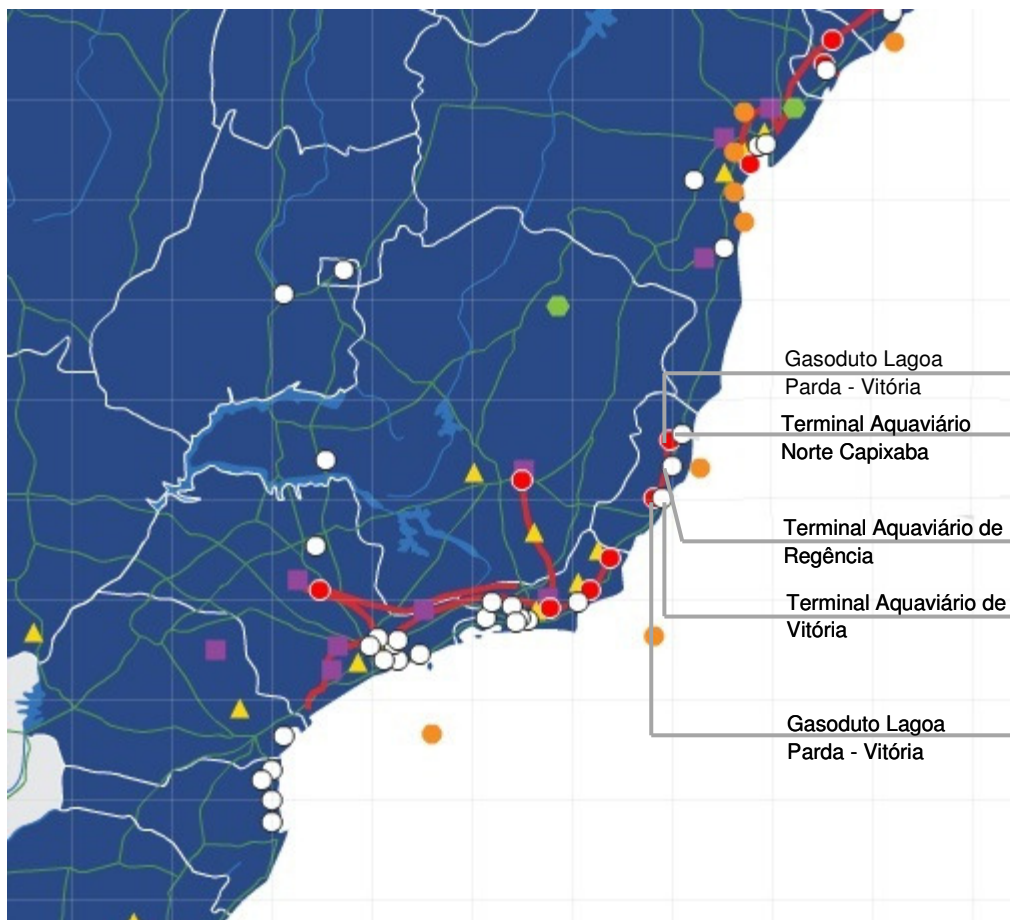 Gasoduto Lagoa
Parda - Vitória
Terminal Aquaviário
Norte Capixaba
Terminal Aquaviário de
Regência
Terminal Aquaviário de
Vitória
Gasoduto Lagoa
Parda - Vitória